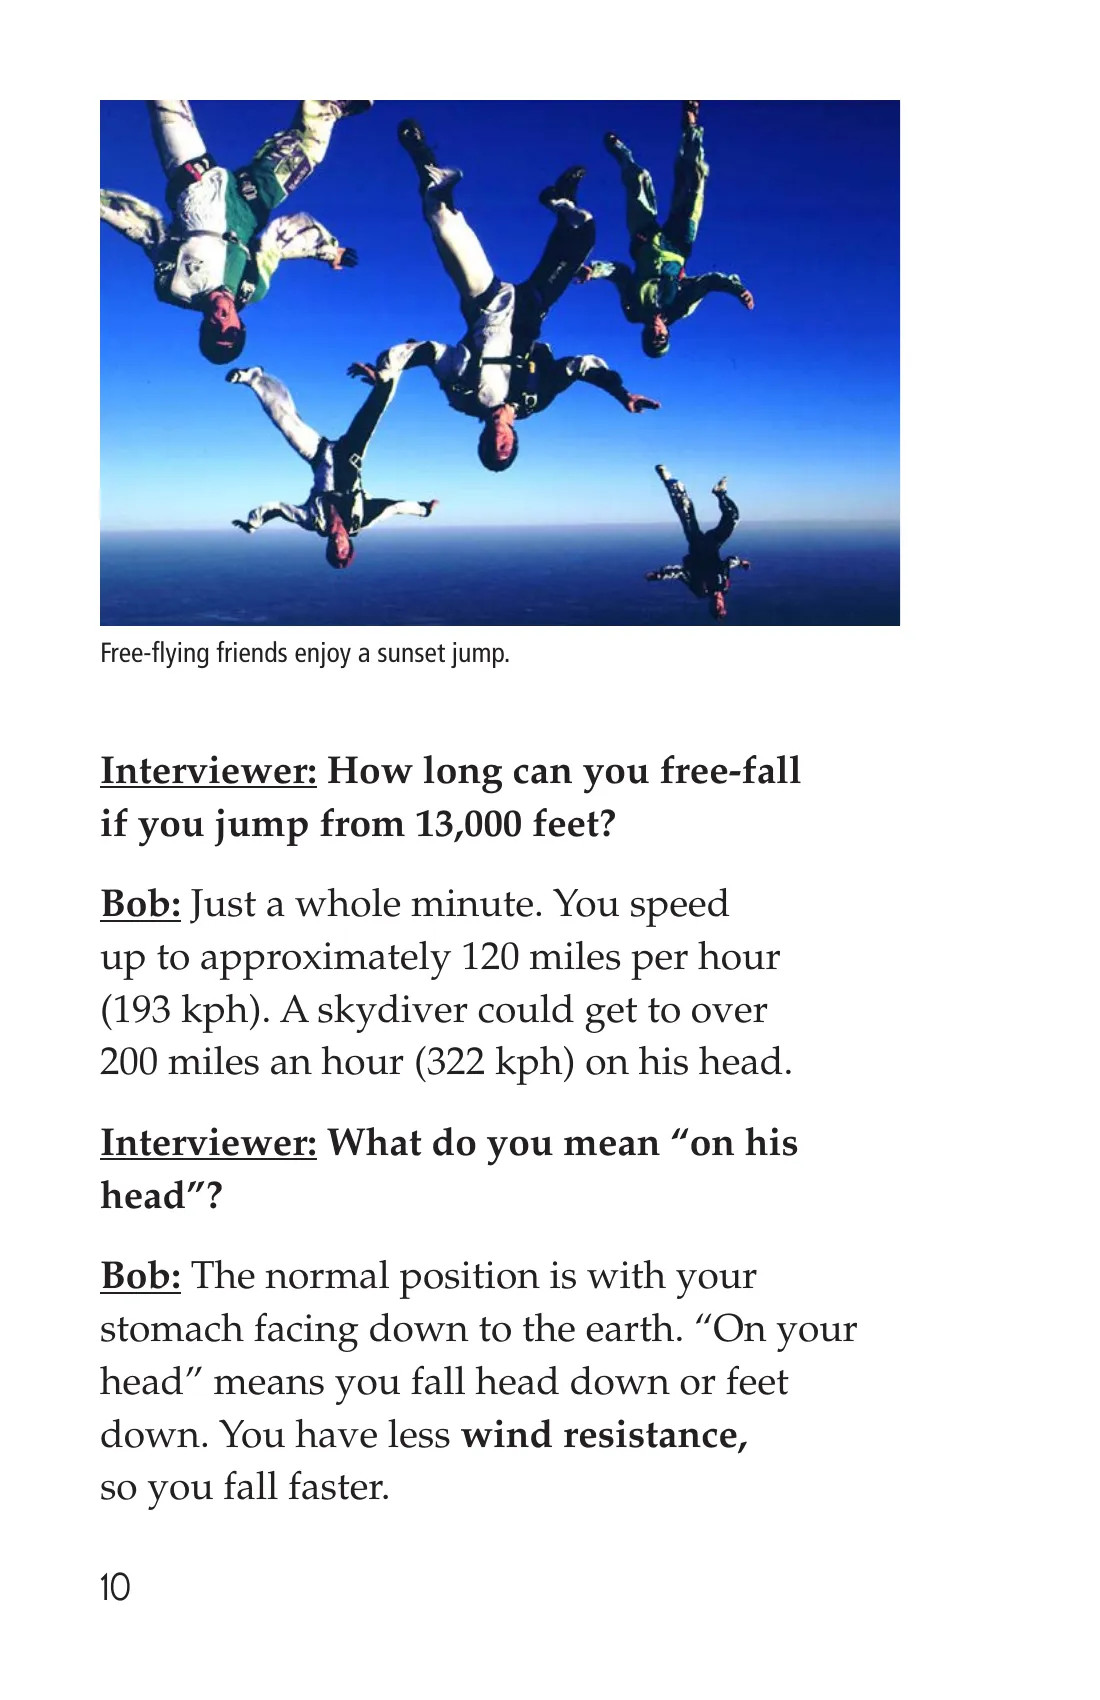 Free-flying friends enjoy a sunset jump.
Interviewer: How long can you free-fall
if you jump from 13,000 feet?
Bob: Just a whole minute. You speed
up to approximately 120 miles per hour
(193 kph). A skydiver could get to over
200 miles an hour (322 kph) on his head.
Interviewer: What do you mean “on his
head”?
Bob: The normal position is with your
stomach facing down to the earth. “On your
head” means you fall head down or feet
down. You have less wind resistance,
so you fall faster.
10